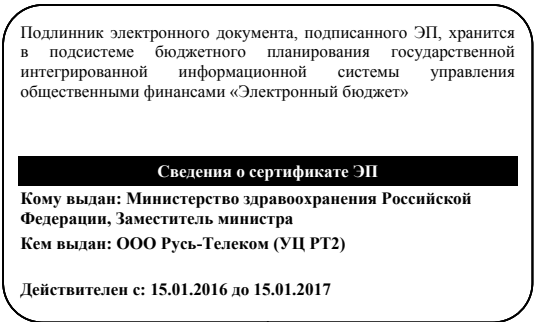 Подлинник электронного документа, подписанного ЭП, хранится
в подсистеме бюджетного планирования государственной
интегрированной информационной системы управления
общественными финансами «Электронный бюджет»
Сведения о сертификате ЭП
Кому выдан: Министерство здравоохранения Российской
Федерации, Заместитель министра
Кем выдан: ООО Русь-Телеком (УЦ РТ2)
Действителен с: 15.01.2016 до 15.01.2017